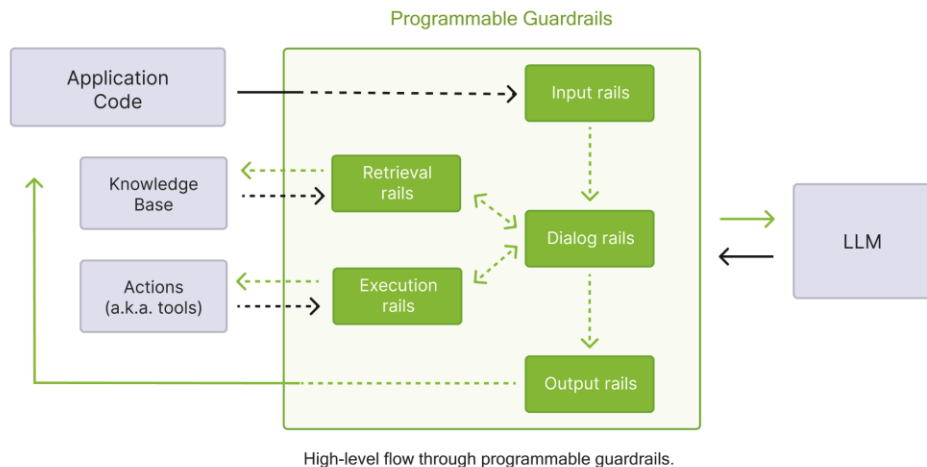 Programmable Guardrails
Application
Code
Input rails
Knowledge
Base
Retrieval
rails
Dialog rails
LLM
Actions
(a.k.a. tools)
Execution
rails
Output rails
High-level flow through programmable guardrails.